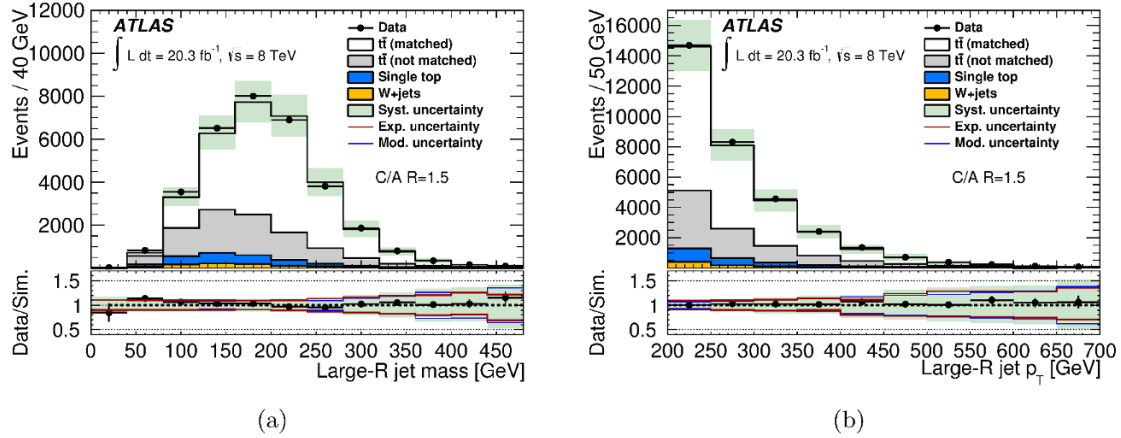 ATLAS
∫ L dt = 20.3 fb⁻¹, √s = 8 TeV
Data
tt̄ (matched)
tt̄ (not matched)
Single top
W+jets
Syst. uncertainty
Exp. uncertainty
Mod. uncertainty
C/A R=1.5
Events / 40 GeV
12000
10000
8000
6000
4000
2000
Data/Sim.
1.5
1
0.5
0 50 100 150 200 250 300 350 400 450
Large-R jet mass [GeV]
(a)
ATLAS
∫ L dt = 20.3 fb⁻¹, √s = 8 TeV
Data
tt̄ (matched)
tt̄ (not matched)
Single top
W+jets
Syst. uncertainty
Exp. uncertainty
Mod. uncertainty
C/A R=1.5
Events / 50 GeV
16000
14000
12000
10000
8000
6000
4000
2000
Data/Sim.
1.5
1
0.5
200 250 300 350 400 450 500 550 600 650 700
Large-R jet p_T [GeV]
(b)